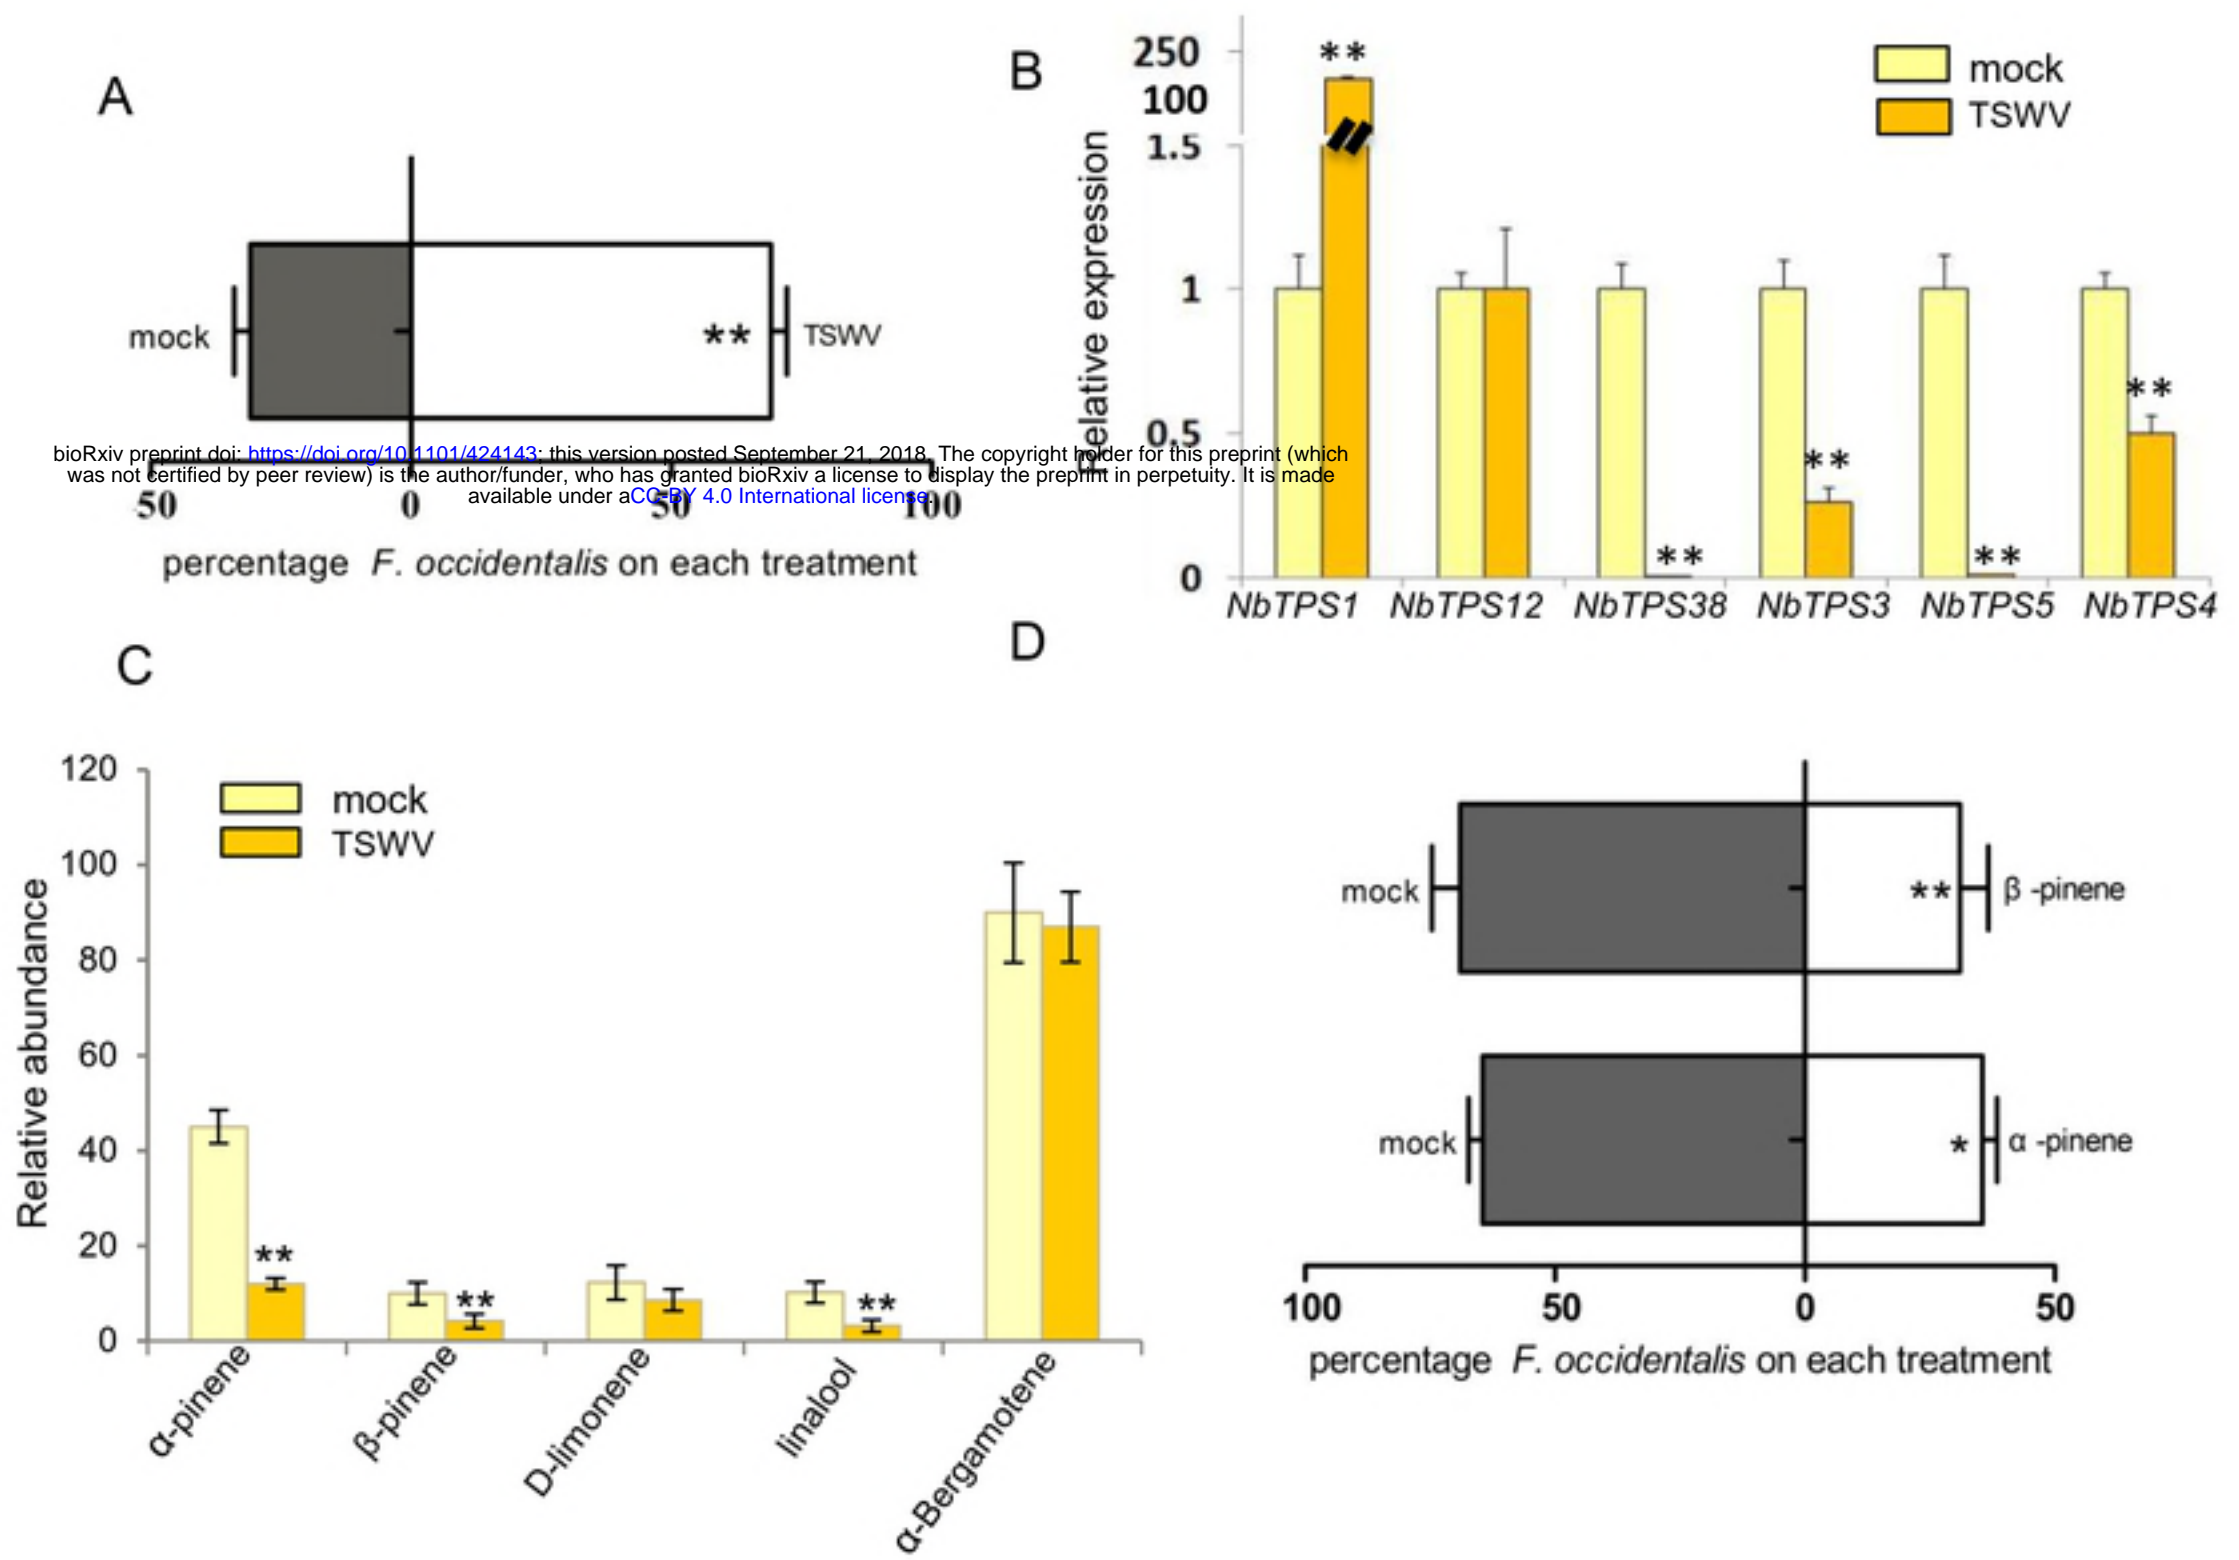 A
mock
**
TSWV
bioRxiv preprint doi: https://doi.org/10.1101/424143; this version posted September 21, 2018. The copyright holder for this preprint (which
was not certified by peer review) is the author/funder, who has granted bioRxiv a license to display the preprint in perpetuity. It is made
available under aCC-BY 4.0 International license.
50 0 50 100
percentage F. occidentalis on each treatment
B
Relative expression
250
100
1.5
1
0.5
0
**
**
**
**
**
mock
TSWV
NbTPS1 NbTPS12 NbTPS38 NbTPS3 NbTPS5 NbTPS4
C
Relative abundance
120
100
80
60
40
20
0
mock
TSWV
**
**
**
α-pinene
β-pinene
D-limonene
linalool
α-Bergamotene
D
mock
**
β -pinene
mock
*
α -pinene
100 50 0 50
percentage F. occidentalis on each treatment